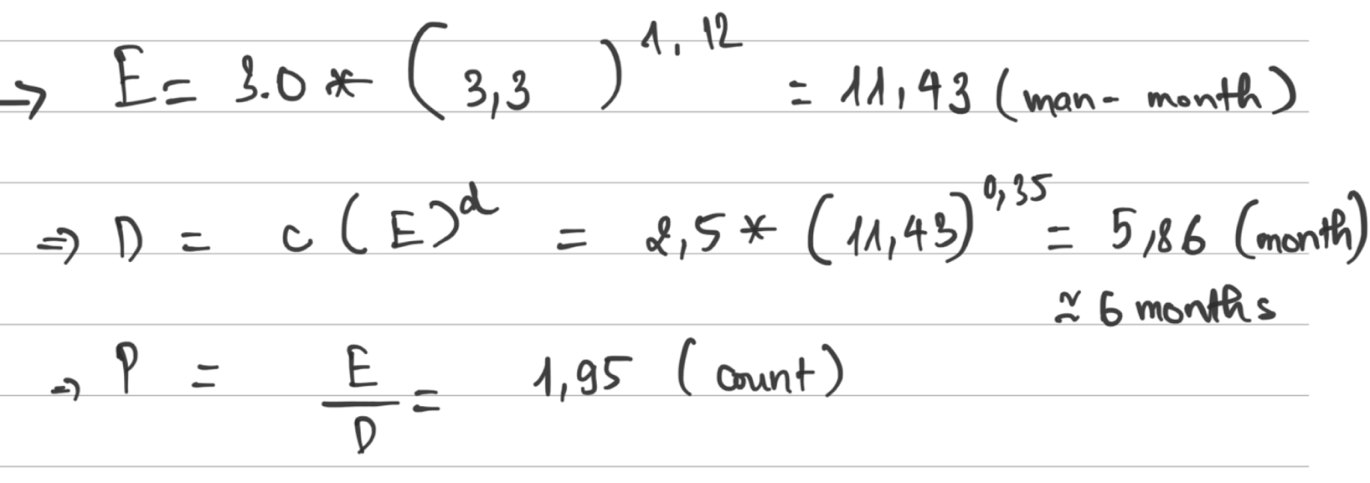 → E = 3.0 * (3,3)^1.12 = 11,43 (man-month)
⇒ D = c (E)^d = 2,5 * (11,43)^0,35 = 5,86 (month)
≃ 6 months
⇒ P = E/D = 1,95 (count)